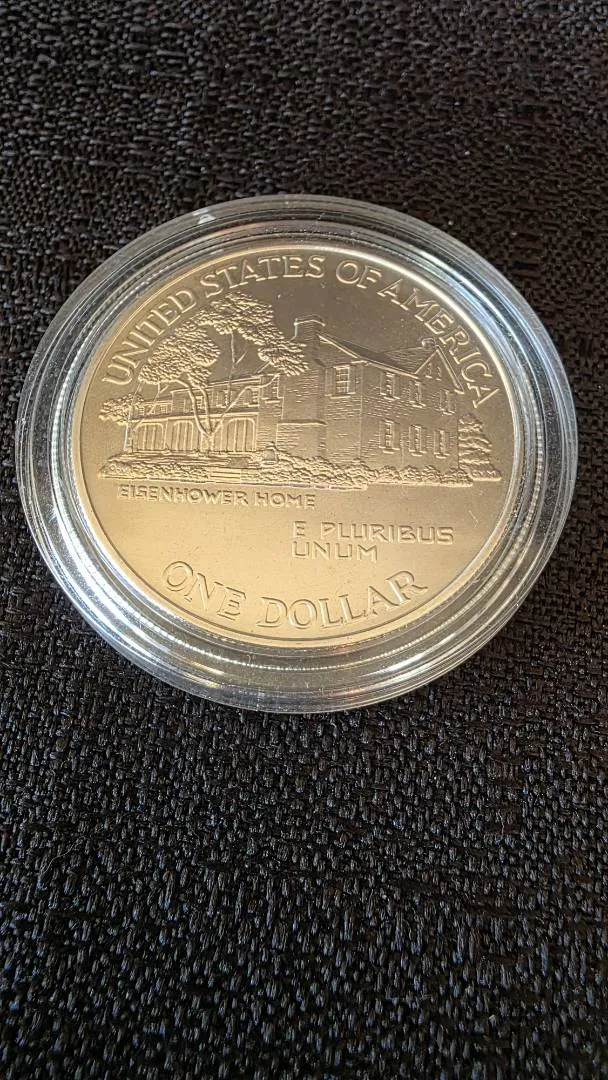 UNITED STATES OF AMERICA
EISENHOWER HOME
E PLURIBUS
UNUM
ONE DOLLAR